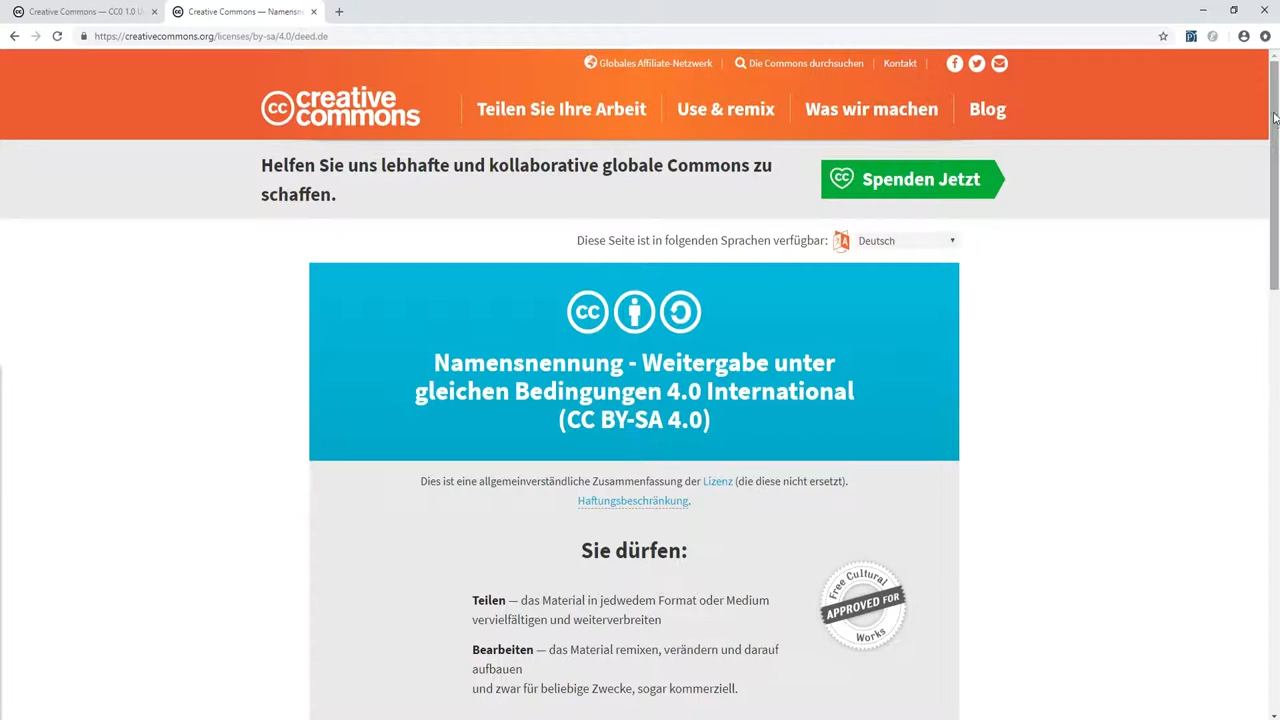 Creative Commons — CC0 1.0 U
Creative Commons — Namensn
https://creativecommons.org/licenses/by-sa/4.0/deed.de
Globales Affiliate-Netzwerk | Die Commons durchsuchen | Kontakt |
cc creative commons
Teilen Sie Ihre Arbeit
Use & remix
Was wir machen
Blog
Helfen Sie uns lebhafte und kollaborative globale Commons zu
schaffen.
CC Spenden Jetzt
Diese Seite ist in folgenden Sprachen verfügbar: Deutsch
cc
Namensnennung - Weitergabe unter
gleichen Bedingungen 4.0 International
(CC BY-SA 4.0)
Dies ist eine allgemeinverständliche Zusammenfassung der Lizenz (die diese nicht ersetzt).
Haftungsbeschränkung.
Sie dürfen:
Teilen — das Material in jedwedem Format oder Medium
vervielfältigen und weiterverbreiten
Bearbeiten — das Material remixen, verändern und darauf
aufbauen
und zwar für beliebige Zwecke, sogar kommerziell.
Free Cultural
APPROVED FOR
Works